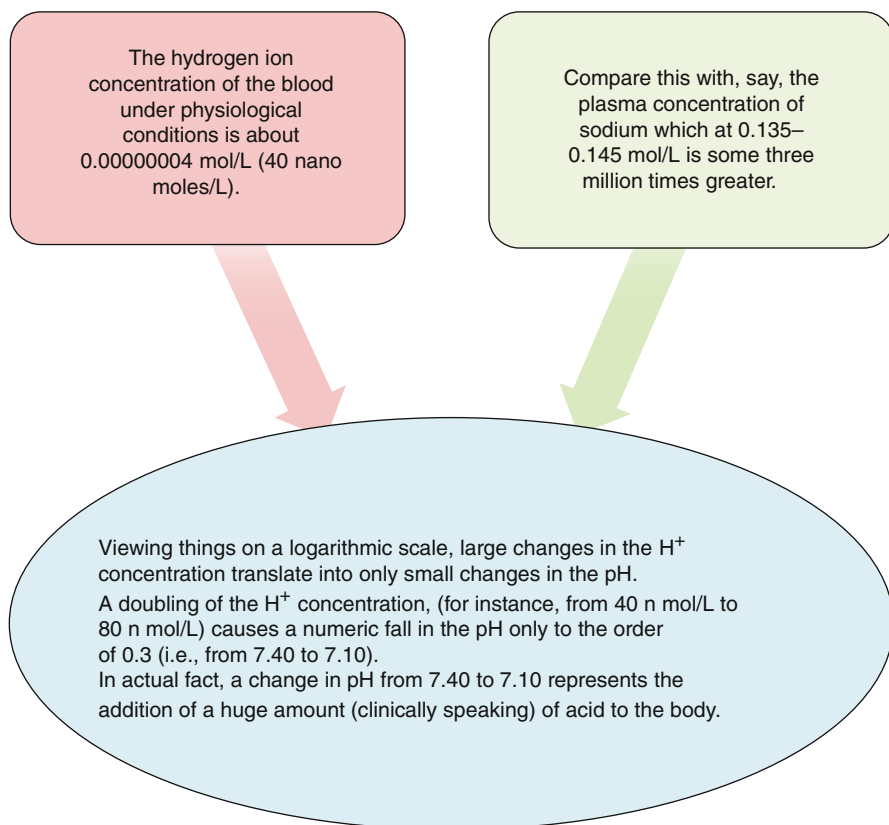 The hydrogen ion
concentration of the blood
under physiological
conditions is about
0.00000004 mol/L (40 nano
moles/L).
Compare this with, say, the
plasma concentration of
sodium which at 0.135–
0.145 mol/L is some three
million times greater.
Viewing things on a logarithmic scale, large changes in the H⁺
concentration translate into only small changes in the pH.
A doubling of the H⁺ concentration, (for instance, from 40 n mol/L to
80 n mol/L) causes a numeric fall in the pH only to the order
of 0.3 (i.e., from 7.40 to 7.10).
In actual fact, a change in pH from 7.40 to 7.10 represents the
addition of a huge amount (clinically speaking) of acid to the body.